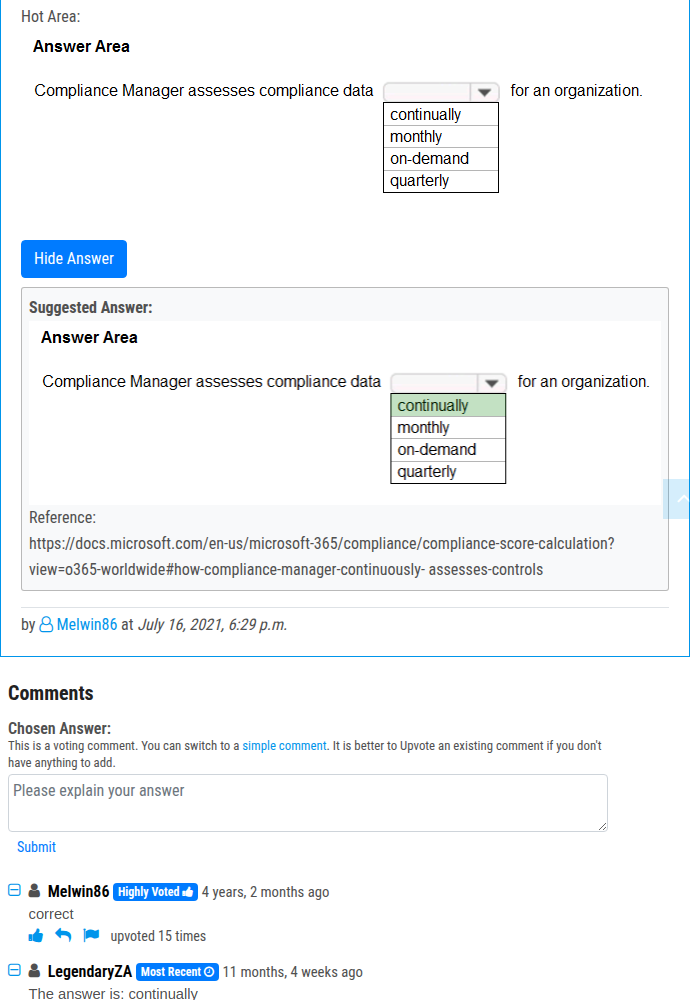 Hot Area:
Answer Area
Compliance Manager assesses compliance data for an organization.
continually
monthly
on-demand
quarterly
Hide Answer
Suggested Answer:
Answer Area
Compliance Manager assesses compliance data for an organization.
continually
monthly
on-demand
quarterly
Reference:
https://docs.microsoft.com/en-us/microsoft-365/compliance/compliance-score-calculation?
view=o365-worldwide#how-compliance-manager-continuously- assesses-controls
by Melwin86 at July 16, 2021, 6:29 p.m.
Comments
Chosen Answer:
This is a voting comment. You can switch to a simple comment. It is better to Upvote an existing comment if you don't
have anything to add.
Please explain your answer
Submit
Melwin86 Highly Voted 4 years, 2 months ago
correct
upvoted 15 times
LegendaryZA Most Recent 11 months, 4 weeks ago
The answer is: continually